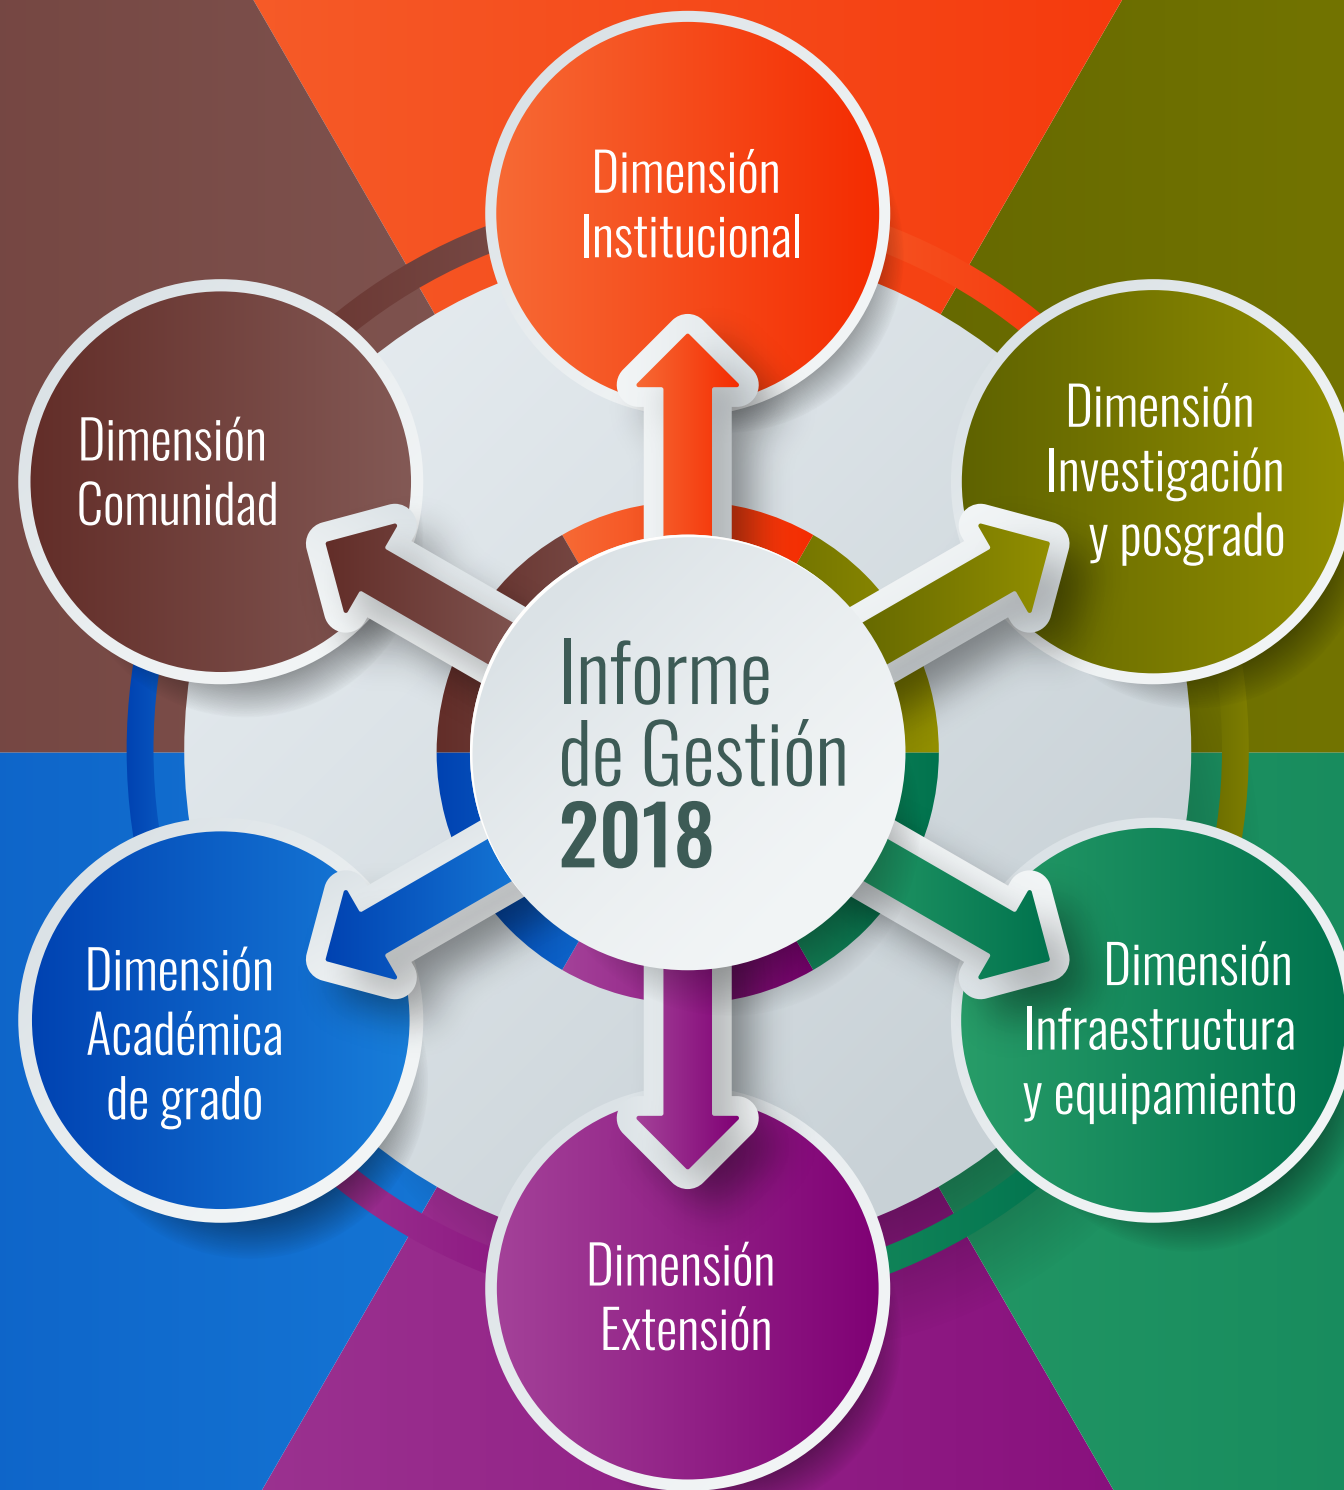 Dimensión
Institucional
Dimensión
Investigación
y posgrado
Dimensión
Comunidad
Informe
de Gestión
2018
Dimensión
Académica
de grado
Dimensión
Infraestructura
y equipamiento
Dimensión
Extensión